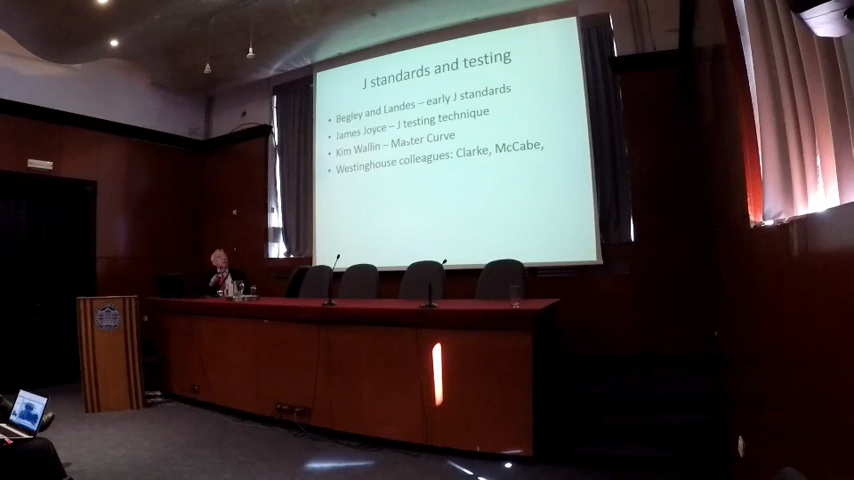 J standards and testing
• Begley and Landes – early J standards
• James Joyce – J testing technique
• Kim Wallin – Master Curve
• Westinghouse colleagues: Clarke, McCabe,